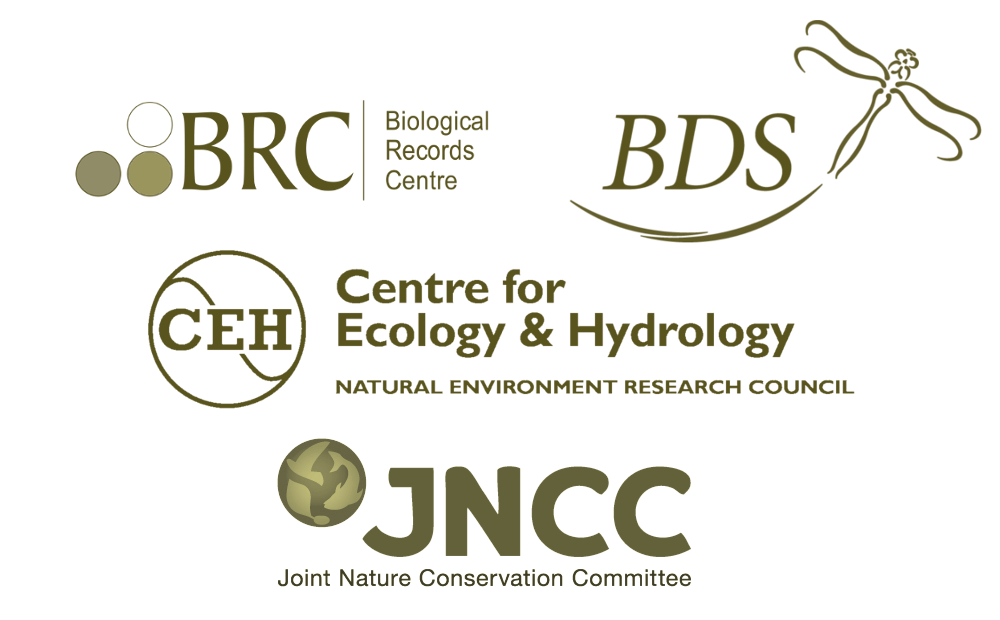 BRC
Biological
Records
Centre
BDS
CEH
Centre for
Ecology & Hydrology
NATURAL ENVIRONMENT RESEARCH COUNCIL
JNCC
Joint Nature Conservation Committee